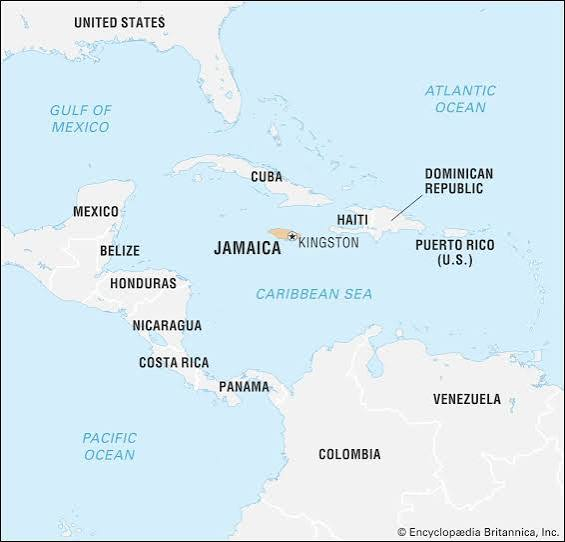 UNITED STATES
ATLANTIC
OCEAN
GULF OF
MEXICO
CUBA
DOMINICAN
REPUBLIC
MEXICO
HAITI
JAMAICA
KINGSTON
PUERTO RICO
(U.S.)
BELIZE
HONDURAS
CARIBBEAN SEA
NICARAGUA
COSTA RICA
PANAMA
VENEZUELA
PACIFIC
OCEAN
COLOMBIA
© Encyclopædia Britannica, Inc.